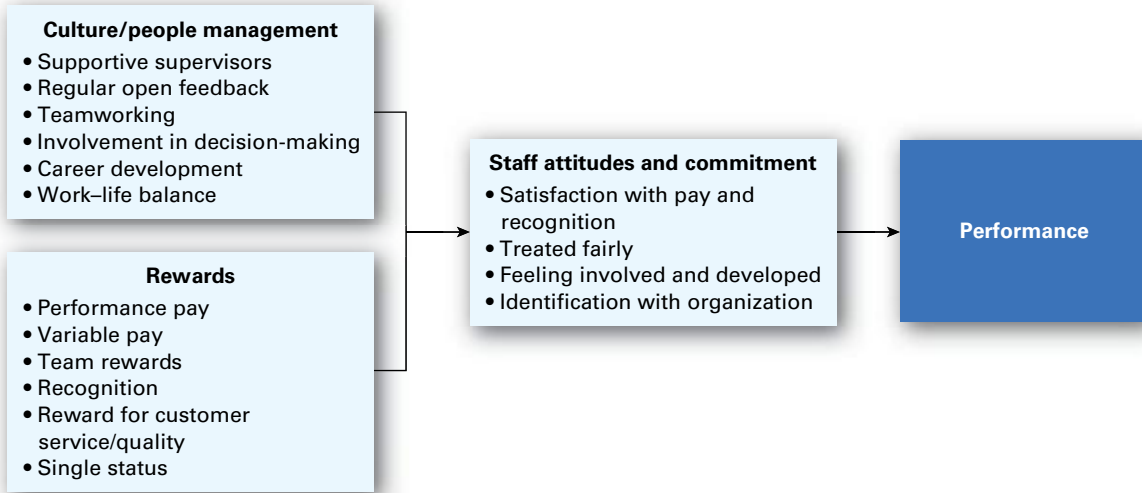 Culture/people management
• Supportive supervisors
• Regular open feedback
• Teamworking
• Involvement in decision-making
• Career development
• Work–life balance
Rewards
• Performance pay
• Variable pay
• Team rewards
• Recognition
• Reward for customer
service/quality
• Single status
Staff attitudes and commitment
• Satisfaction with pay and
recognition
• Treated fairly
• Feeling involved and developed
• Identification with organization
Performance